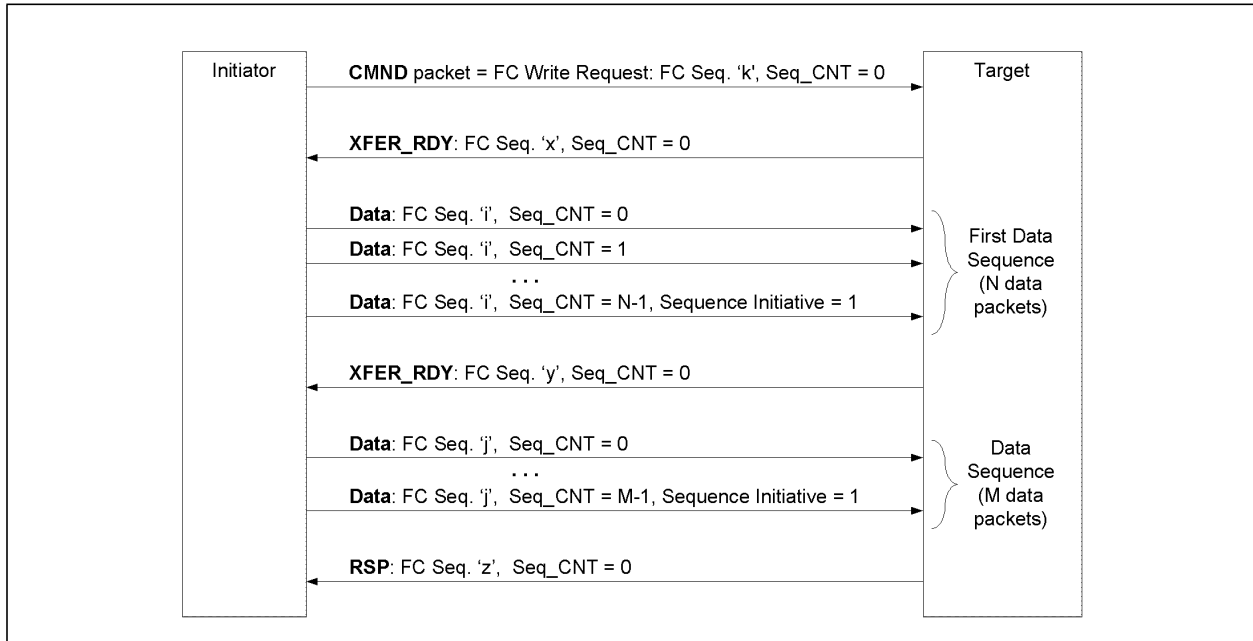 Initiator
Target
CMND packet = FC Write Request: FC Seq. ‘k', Seq_CNT = 0
XFER_RDY: FC Seq. ‘x’, Seq_CNT = 0
Data: FC Seq. ‘i’, Seq_CNT = 0
Data: FC Seq. ‘i’, Seq_CNT = 1
. . .
Data: FC Seq. ‘i’, Seq_CNT = N-1, Sequence Initiative = 1
First Data
Sequence
(N data
packets)
XFER_RDY: FC Seq. ‘y’, Seq_CNT = 0
Data: FC Seq. ‘j’, Seq_CNT = 0
. . .
Data: FC Seq. ‘j’, Seq_CNT = M-1, Sequence Initiative = 1
Data
Sequence
(M data
packets)
RSP: FC Seq. ‘z’, Seq_CNT = 0